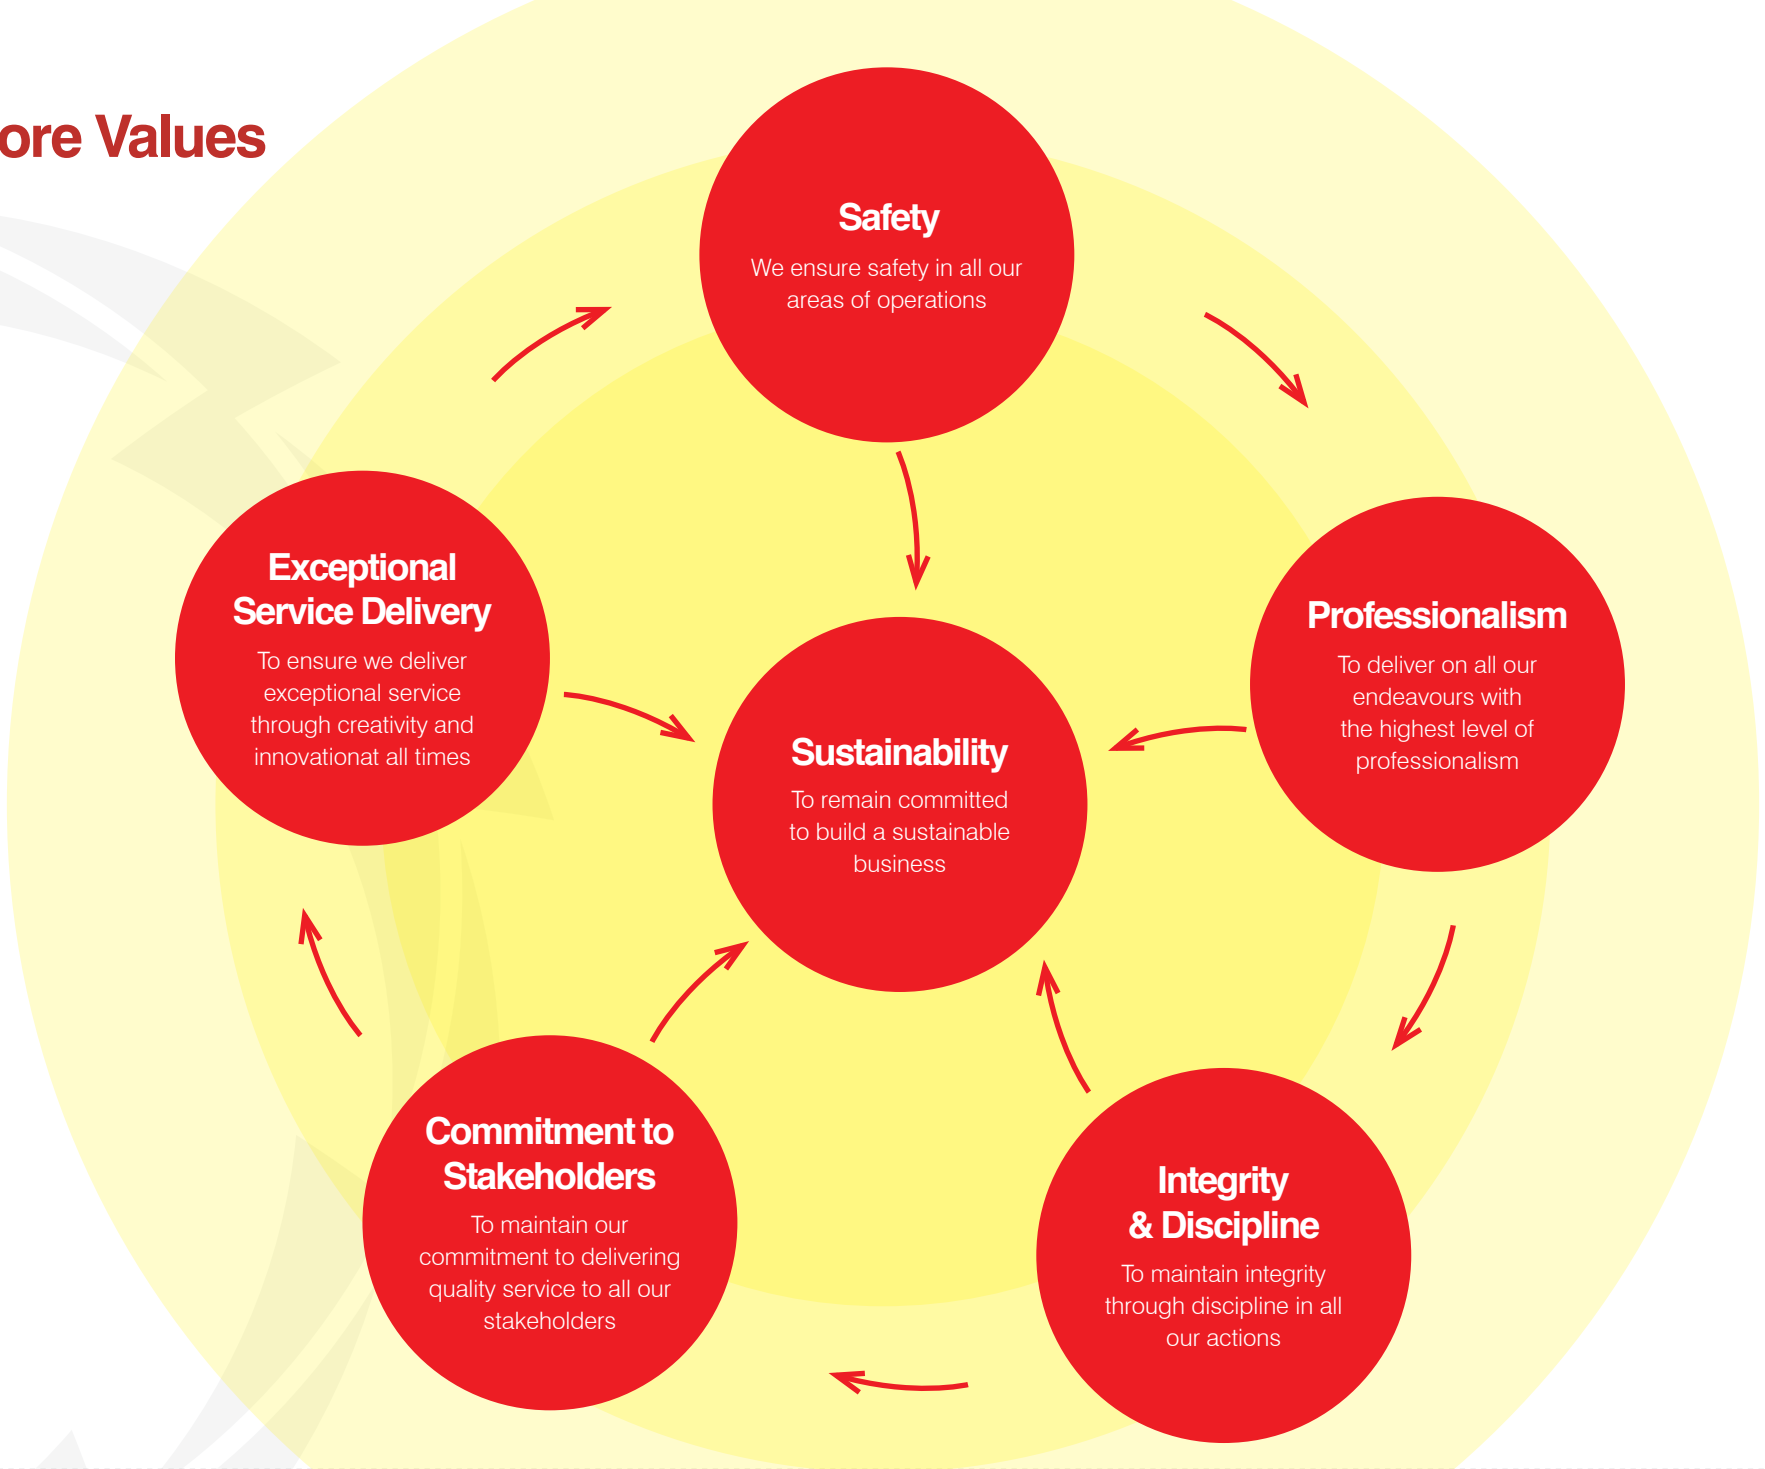 ore Values
Safety
We ensure safety in all our
areas of operations
Exceptional
Service Delivery
To ensure we deliver
exceptional service
through creativity and
innovationat all times
Professionalism
To deliver on all our
endeavours with
the highest level of
professionalism
Sustainability
To remain committed
to build a sustainable
business
Commitment to
Stakeholders
To maintain our
commitment to delivering
quality service to all our
stakeholders
Integrity
& Discipline
To maintain integrity
through discipline in all
our actions